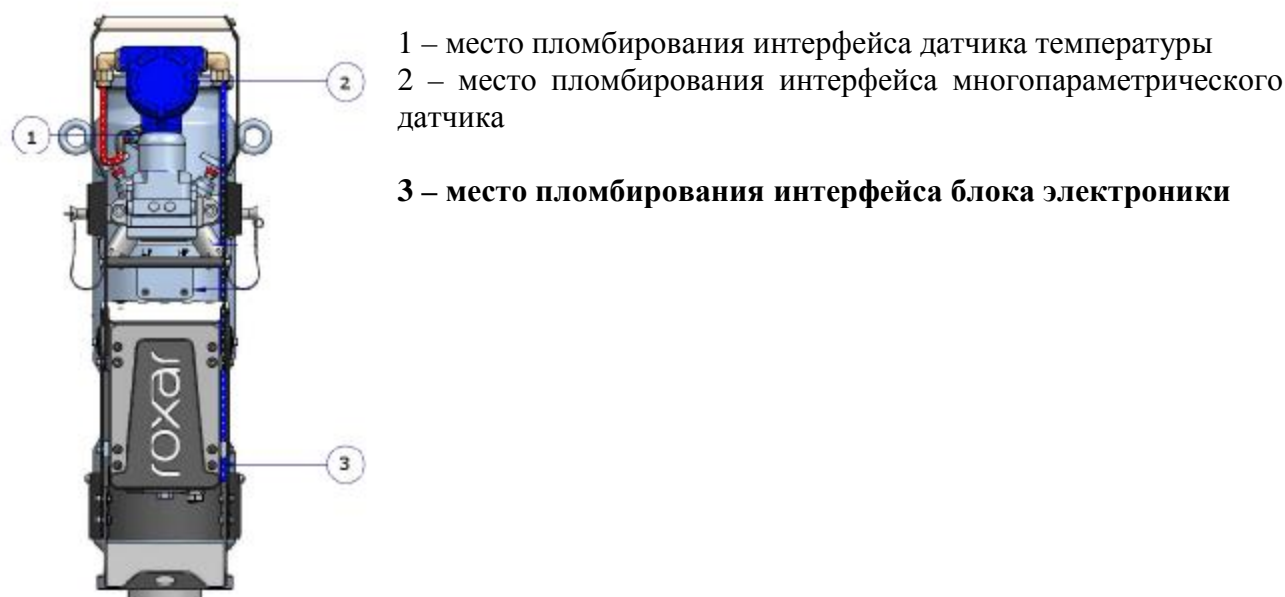 1 – место пломбирования интерфейса датчика температуры
2 – место пломбирования интерфейса многопараметрического
датчика
3 – место пломбирования интерфейса блока электроники
2
1
roxar
3